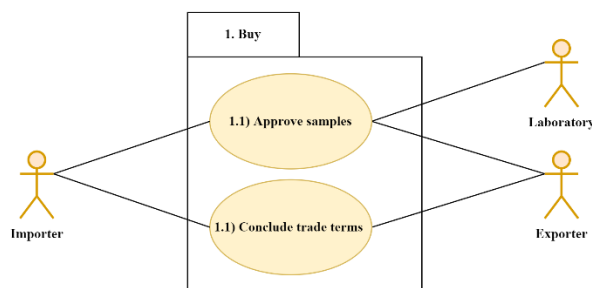 1. Buy
1.1) Approve samples
Laboratory
Importer
1.1) Conclude trade terms
Exporter